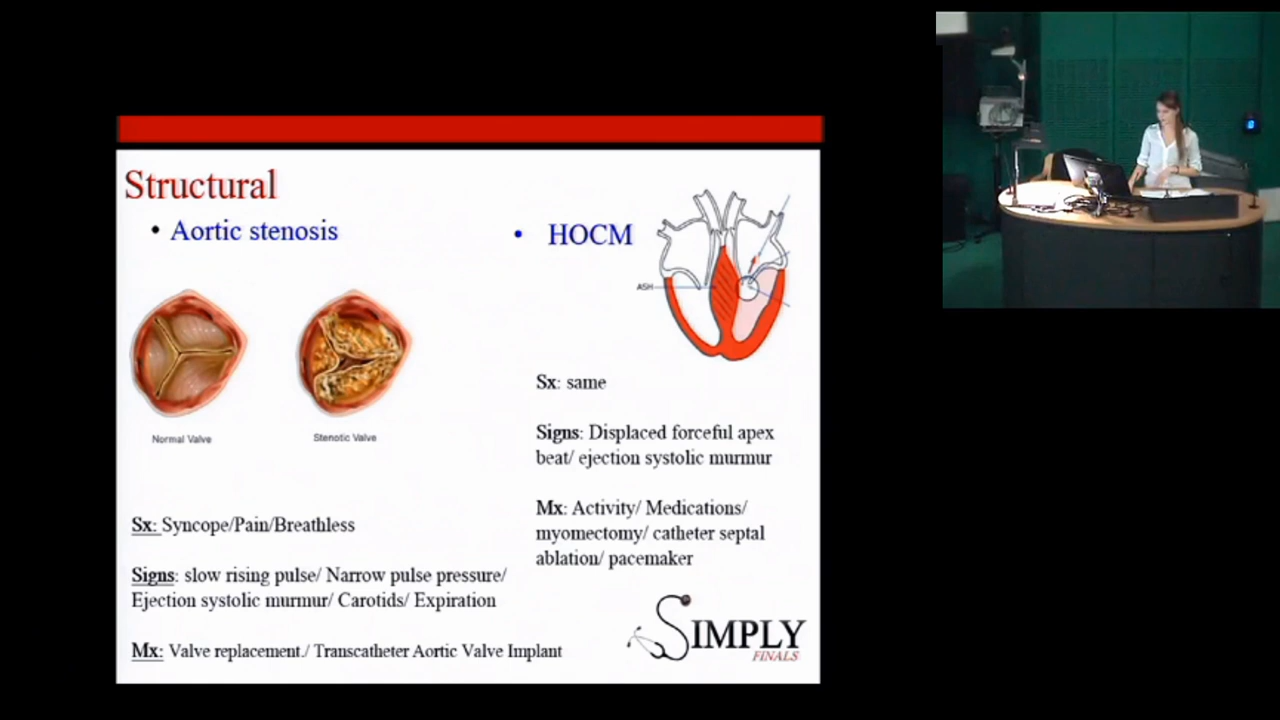 Structural
• Aortic stenosis
• HOCM
ASH
Normal Valve
Stenotic Valve
Sx: Syncope/Pain/Breathless
Signs: slow rising pulse/ Narrow pulse pressure/
Ejection systolic murmur/ Carotids/ Expiration
Mx: Valve replacement./ Transcatheter Aortic Valve Implant
Sx: same
Signs: Displaced forceful apex
beat/ ejection systolic murmur
Mx: Activity/ Medications/
myomectomy/ catheter septal
ablation/ pacemaker
SIMPLY
FINALS